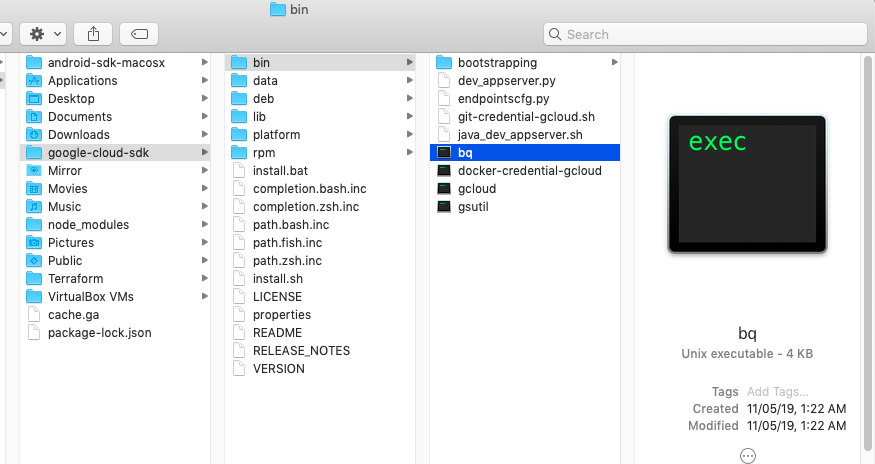 bin
Search
android-sdk-macosx
Applications
Desktop
Documents
Downloads
google-cloud-sdk
Mirror
Movies
Music
node_modules
Pictures
Public
Terraform
VirtualBox VMs
cache.ga
package-lock.json
bin
data
deb
lib
platform
rpm
install.bat
completion.bash.inc
completion.zsh.inc
path.bash.inc
path.fish.inc
path.zsh.inc
install.sh
LICENSE
properties
README
RELEASE_NOTES
VERSION
bootstrapping
dev_appserver.py
endpointscfg.py
git-credential-gcloud.sh
java_dev_appserver.sh
bq
docker-credential-gcloud
gcloud
gsutil
exec
bq
Unix executable - 4 KB
Tags Add Tags...
Created 11/05/19, 1:22 AM
Modified 11/05/19, 1:22 AM